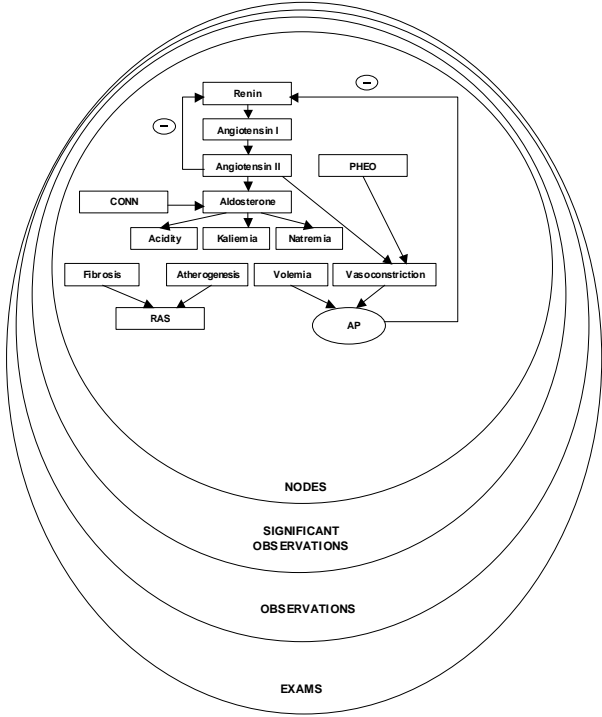 −
Renin
−
Angiotensin I
Angiotensin II
PHEO
CONN
Aldosterone
Acidity
Kaliemia
Natremia
Fibrosis
Atherogenesis
Volemia
Vasoconstriction
RAS
AP
NODES
SIGNIFICANT
OBSERVATIONS
OBSERVATIONS
EXAMS